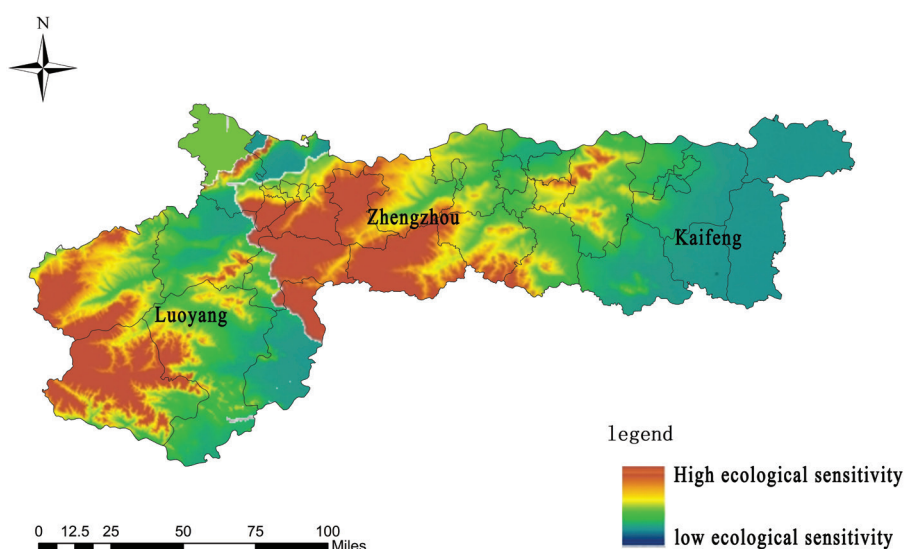 N
Zhengzhou
Kaifeng
Luoyang
legend
High ecological sensitivity
low ecological sensitivity
0 12.5 25 50 75 100
Miles